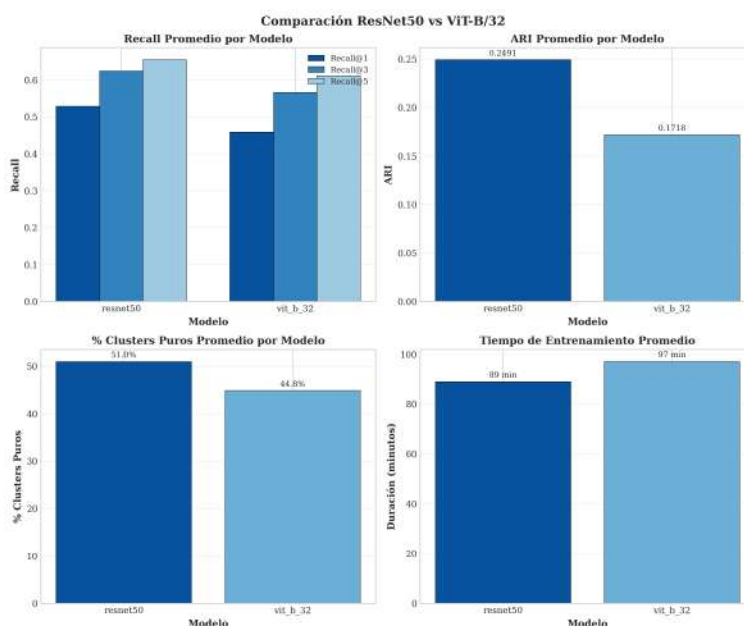 Comparación ResNet50 vs ViT-B/32
Recall Promedio por Modelo
Recall@1
Recall@3
Recall@5
0.6
0.5
0.4
0.3
0.2
0.1
0.0
Recall
resnet50
vit_b_32
Modelo
ARI Promedio por Modelo
0.2491
0.1718
0.25
0.20
0.15
0.10
0.05
0.00
ARI
resnet50
vit_b_32
Modelo
% Clusters Puros Promedio por Modelo
51.0%
44.8%
50
40
30
20
10
0
% Clusters Puros
resnet50
vit_b_32
Modelo
Tiempo de Entrenamiento Promedio
89 min
97 min
100
80
60
40
20
0
Duración (minutos)
resnet50
vit_b_32
Modelo